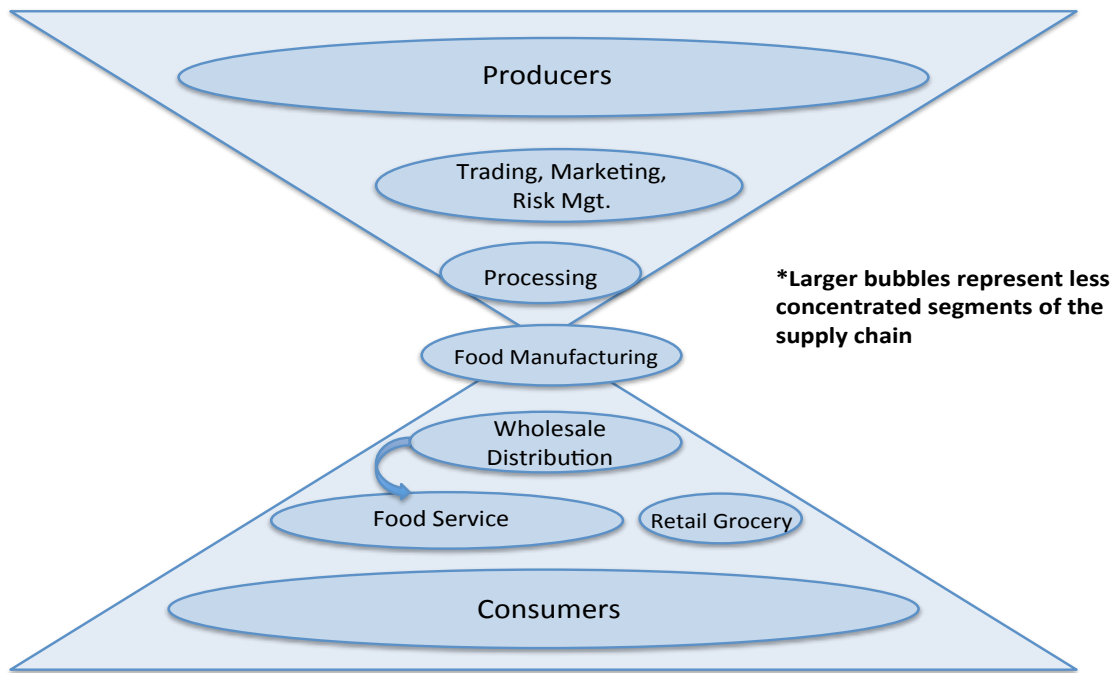 Producers
Trading, Marketing,
Risk Mgt.
Processing
*Larger bubbles represent less
concentrated segments of the
supply chain
Food Manufacturing
Wholesale
Distribution
Food Service
Retail Grocery
Consumers